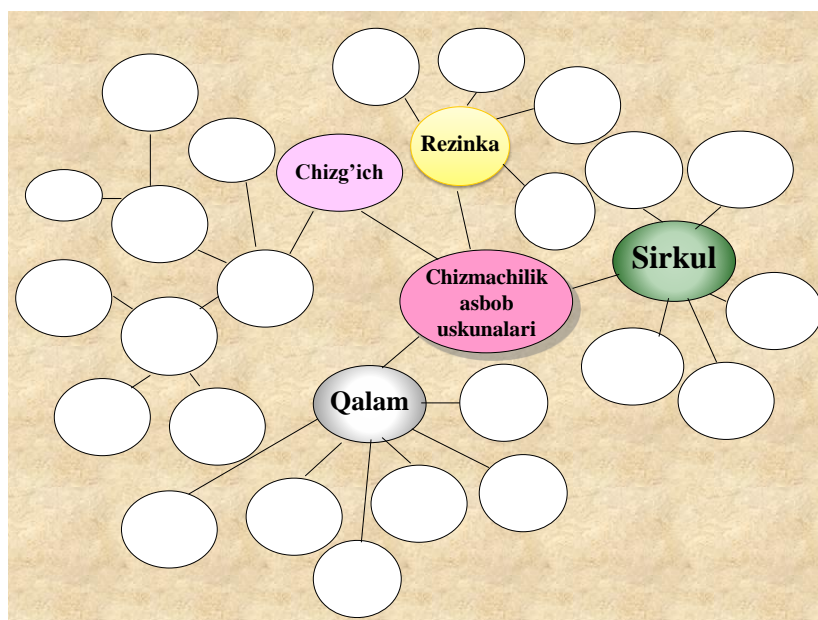 Rezinka
Chizg’ich
Sirkul
Chizmachilik
asbob
uskunalari
Qalam